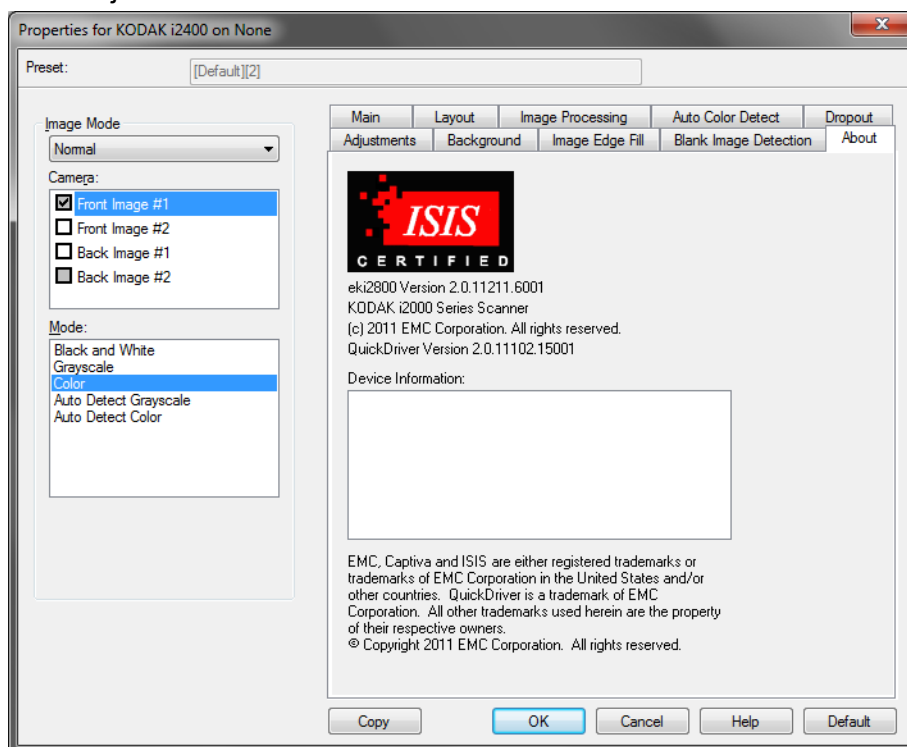 Properties for KODAK i2400 on None
Preset:
[Default][2]
Image Mode
Normal
Camera:
Front Image #1
Front Image #2
Back Image #1
Back Image #2
Mode:
Black and White
Grayscale
Color
Auto Detect Grayscale
Auto Detect Color
Main
Layout
Image Processing
Auto Color Detect
Dropout
Adjustments
Background
Image Edge Fill
Blank Image Detection
About
ISIS
CERTIFIED
eki2800 Version 2.0.11211.6001
KODAK i2000 Series Scanner
(c) 2011 EMC Corporation. All rights reserved.
QuickDriver Version 2.0.11102.15001
Device Information:
EMC, Captiva and ISIS are either registered trademarks or
trademarks of EMC Corporation in the United States and/or
other countries.  QuickDriver is a trademark of EMC
Corporation.  All other trademarks used herein are the property
of their respective owners.
© Copyright 2011 EMC Corporation.  All rights reserved.
Copy
OK
Cancel
Help
Default